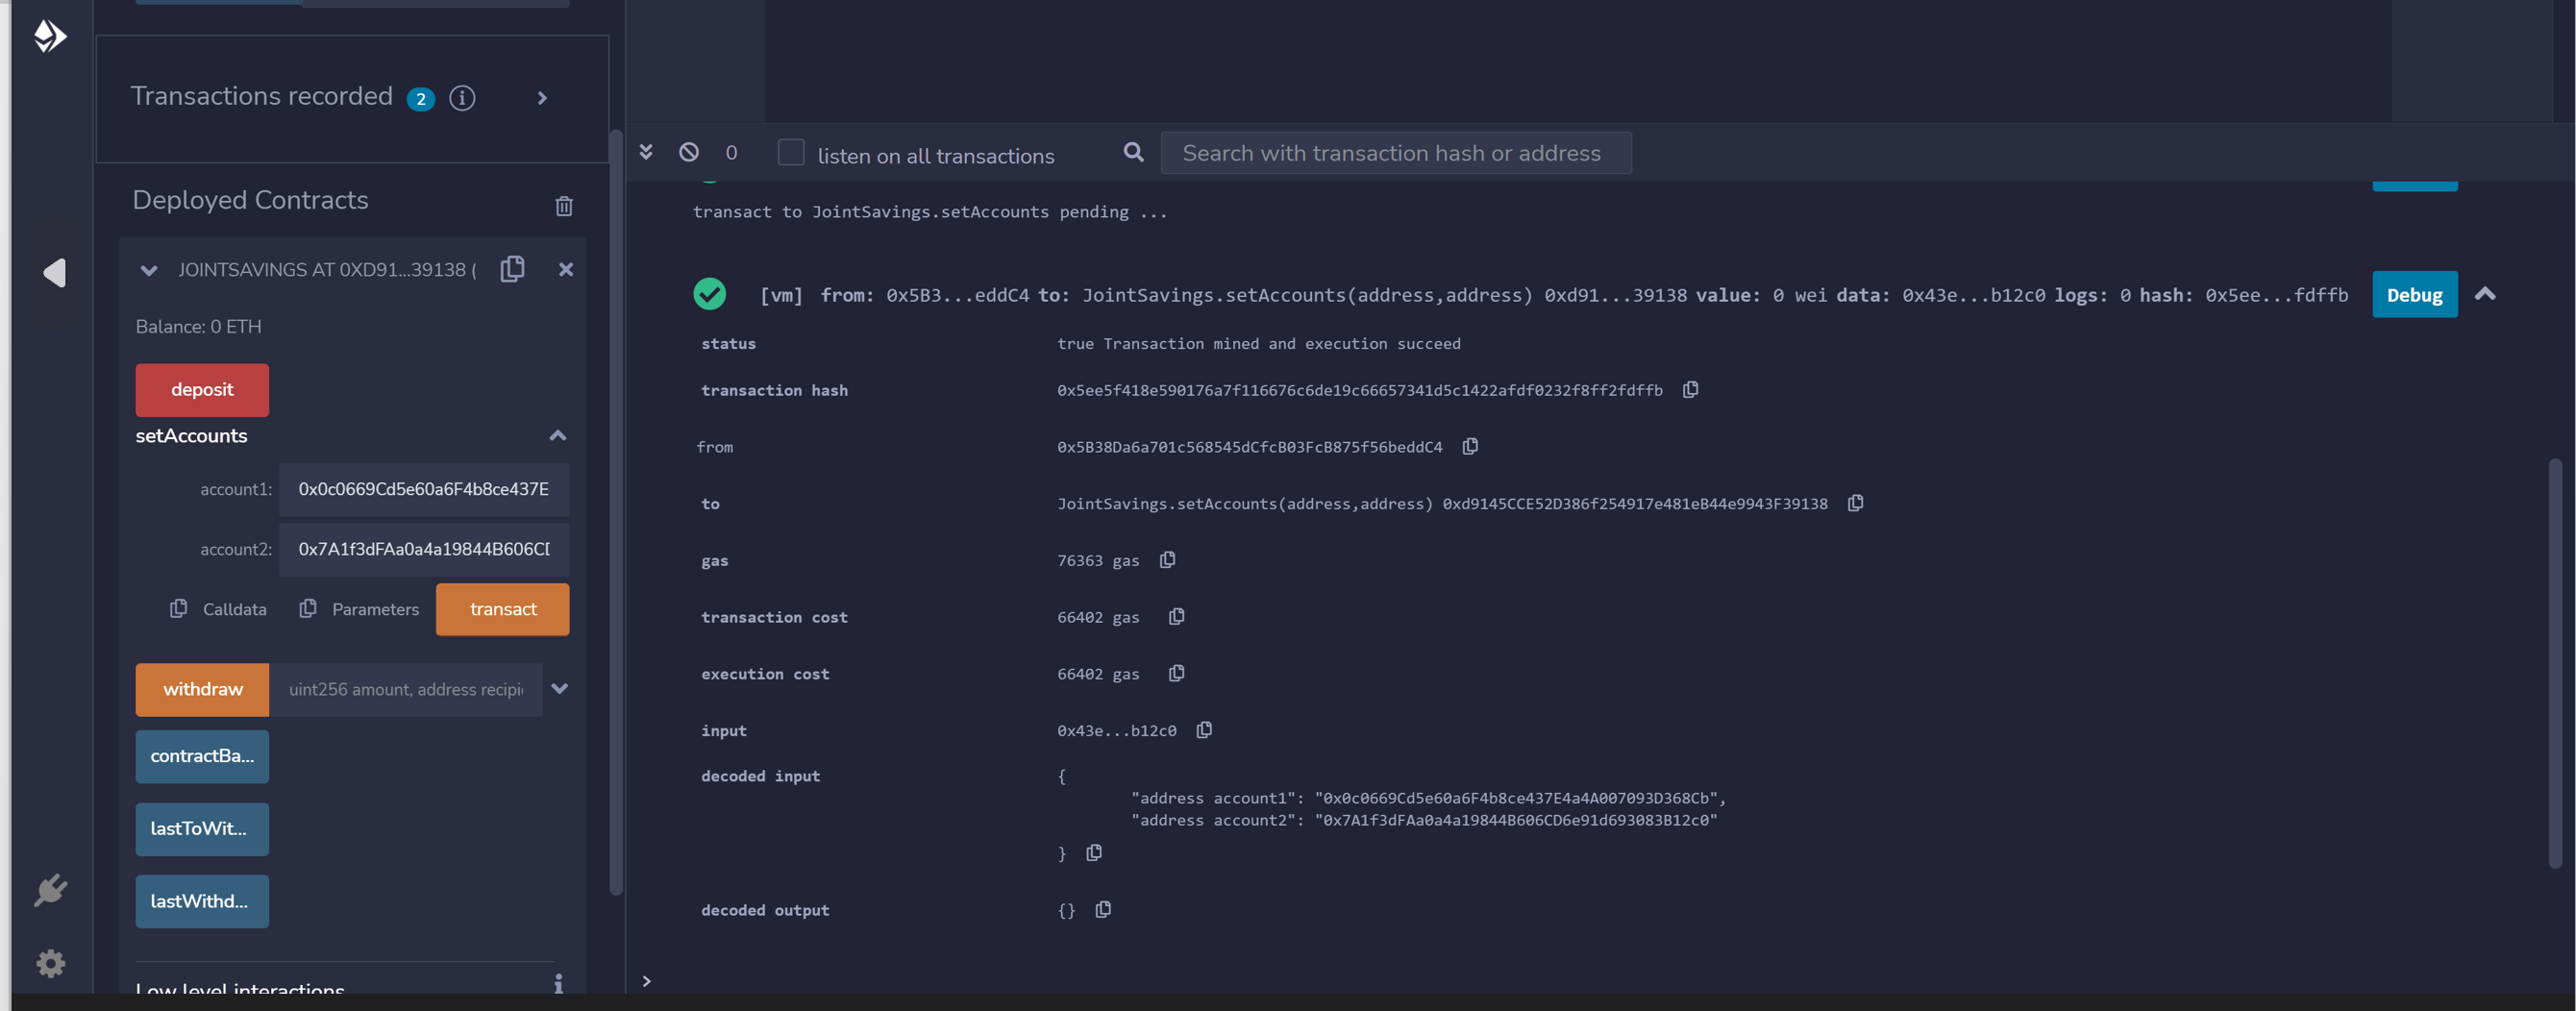 Transactions recorded 2 i
Deployed Contracts
JOINTSAVINGS AT 0XD91...39138 (
Balance: 0 ETH
deposit
setAccounts
account1: 0x0c0669Cd5e60a6F4b8ce437E
account2: 0x7A1f3dFAa0a4a19844B606CD
Calldata Parameters transact
withdraw uint256 amount, address recipi
contractBa...
lastToWit...
lastWithd...
Low level interactions i
0 listen on all transactions Search with transaction hash or address
transact to JointSavings.setAccounts pending ...
[vm] from: 0x5B3...eddC4 to: JointSavings.setAccounts(address,address) 0xd91...39138 value: 0 wei data: 0x43e...b12c0 logs: 0 hash: 0x5ee...fdffb Debug
status true Transaction mined and execution succeed
transaction hash 0x5ee5f418e590176a7f116676c6de19c66657341d5c1422afdf0232f8ff2fdffb
from 0x5B38Da6a701c568545dCfcB03FcB875f56beddC4
to JointSavings.setAccounts(address,address) 0xd9145CCE52D386f254917e481eB44e9943F39138
gas 76363 gas
transaction cost 66402 gas
execution cost 66402 gas
input 0x43e...b12c0
decoded input {
"address account1": "0x0c0669Cd5e60a6F4b8ce437E4a4A007093D368Cb",
"address account2": "0x7A1f3dFAa0a4a19844B606CD6e91d693083B12c0"
}
decoded output {}
>